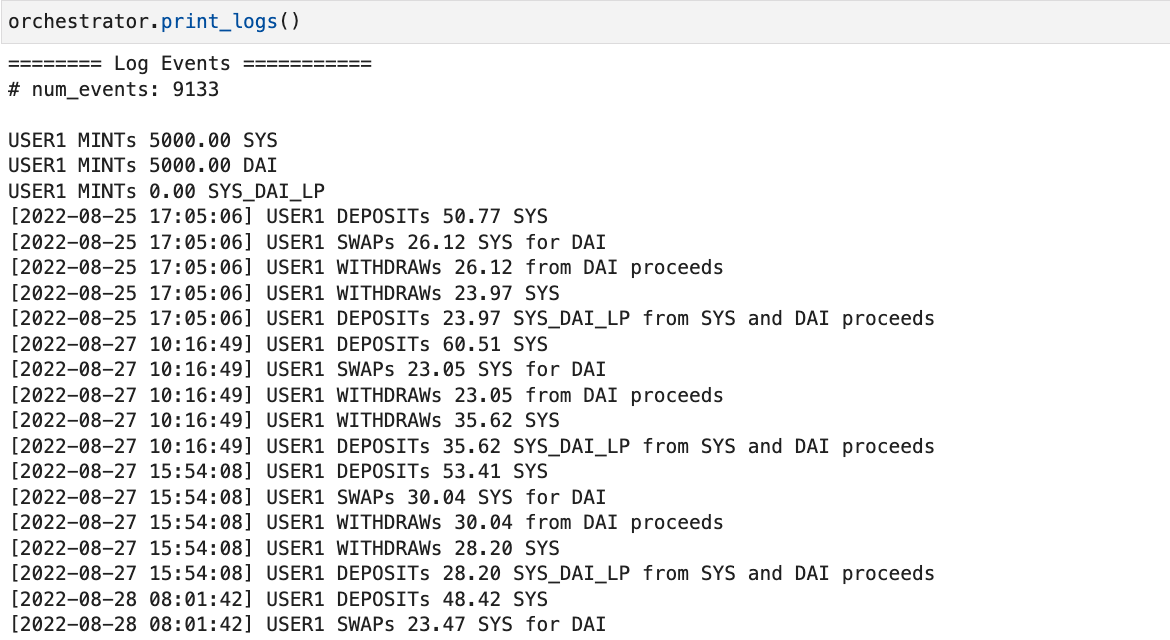 orchestrator.print_logs()
======== Log Events ===========
# num_events: 9133
USER1 MINTs 5000.00 SYS
USER1 MINTs 5000.00 DAI
USER1 MINTs 0.00 SYS_DAI_LP
[2022-08-25 17:05:06] USER1 DEPOSITs 50.77 SYS
[2022-08-25 17:05:06] USER1 SWAPs 26.12 SYS for DAI
[2022-08-25 17:05:06] USER1 WITHDRAWs 26.12 from DAI proceeds
[2022-08-25 17:05:06] USER1 WITHDRAWs 23.97 SYS
[2022-08-25 17:05:06] USER1 DEPOSITs 23.97 SYS_DAI_LP from SYS and DAI proceeds
[2022-08-27 10:16:49] USER1 DEPOSITs 60.51 SYS
[2022-08-27 10:16:49] USER1 SWAPs 23.05 SYS for DAI
[2022-08-27 10:16:49] USER1 WITHDRAWs 23.05 from DAI proceeds
[2022-08-27 10:16:49] USER1 WITHDRAWs 35.62 SYS
[2022-08-27 10:16:49] USER1 DEPOSITs 35.62 SYS_DAI_LP from SYS and DAI proceeds
[2022-08-27 15:54:08] USER1 DEPOSITs 53.41 SYS
[2022-08-27 15:54:08] USER1 SWAPs 30.04 SYS for DAI
[2022-08-27 15:54:08] USER1 WITHDRAWs 30.04 from DAI proceeds
[2022-08-27 15:54:08] USER1 WITHDRAWs 28.20 SYS
[2022-08-27 15:54:08] USER1 DEPOSITs 28.20 SYS_DAI_LP from SYS and DAI proceeds
[2022-08-28 08:01:42] USER1 DEPOSITs 48.42 SYS
[2022-08-28 08:01:42] USER1 SWAPs 23.47 SYS for DAI